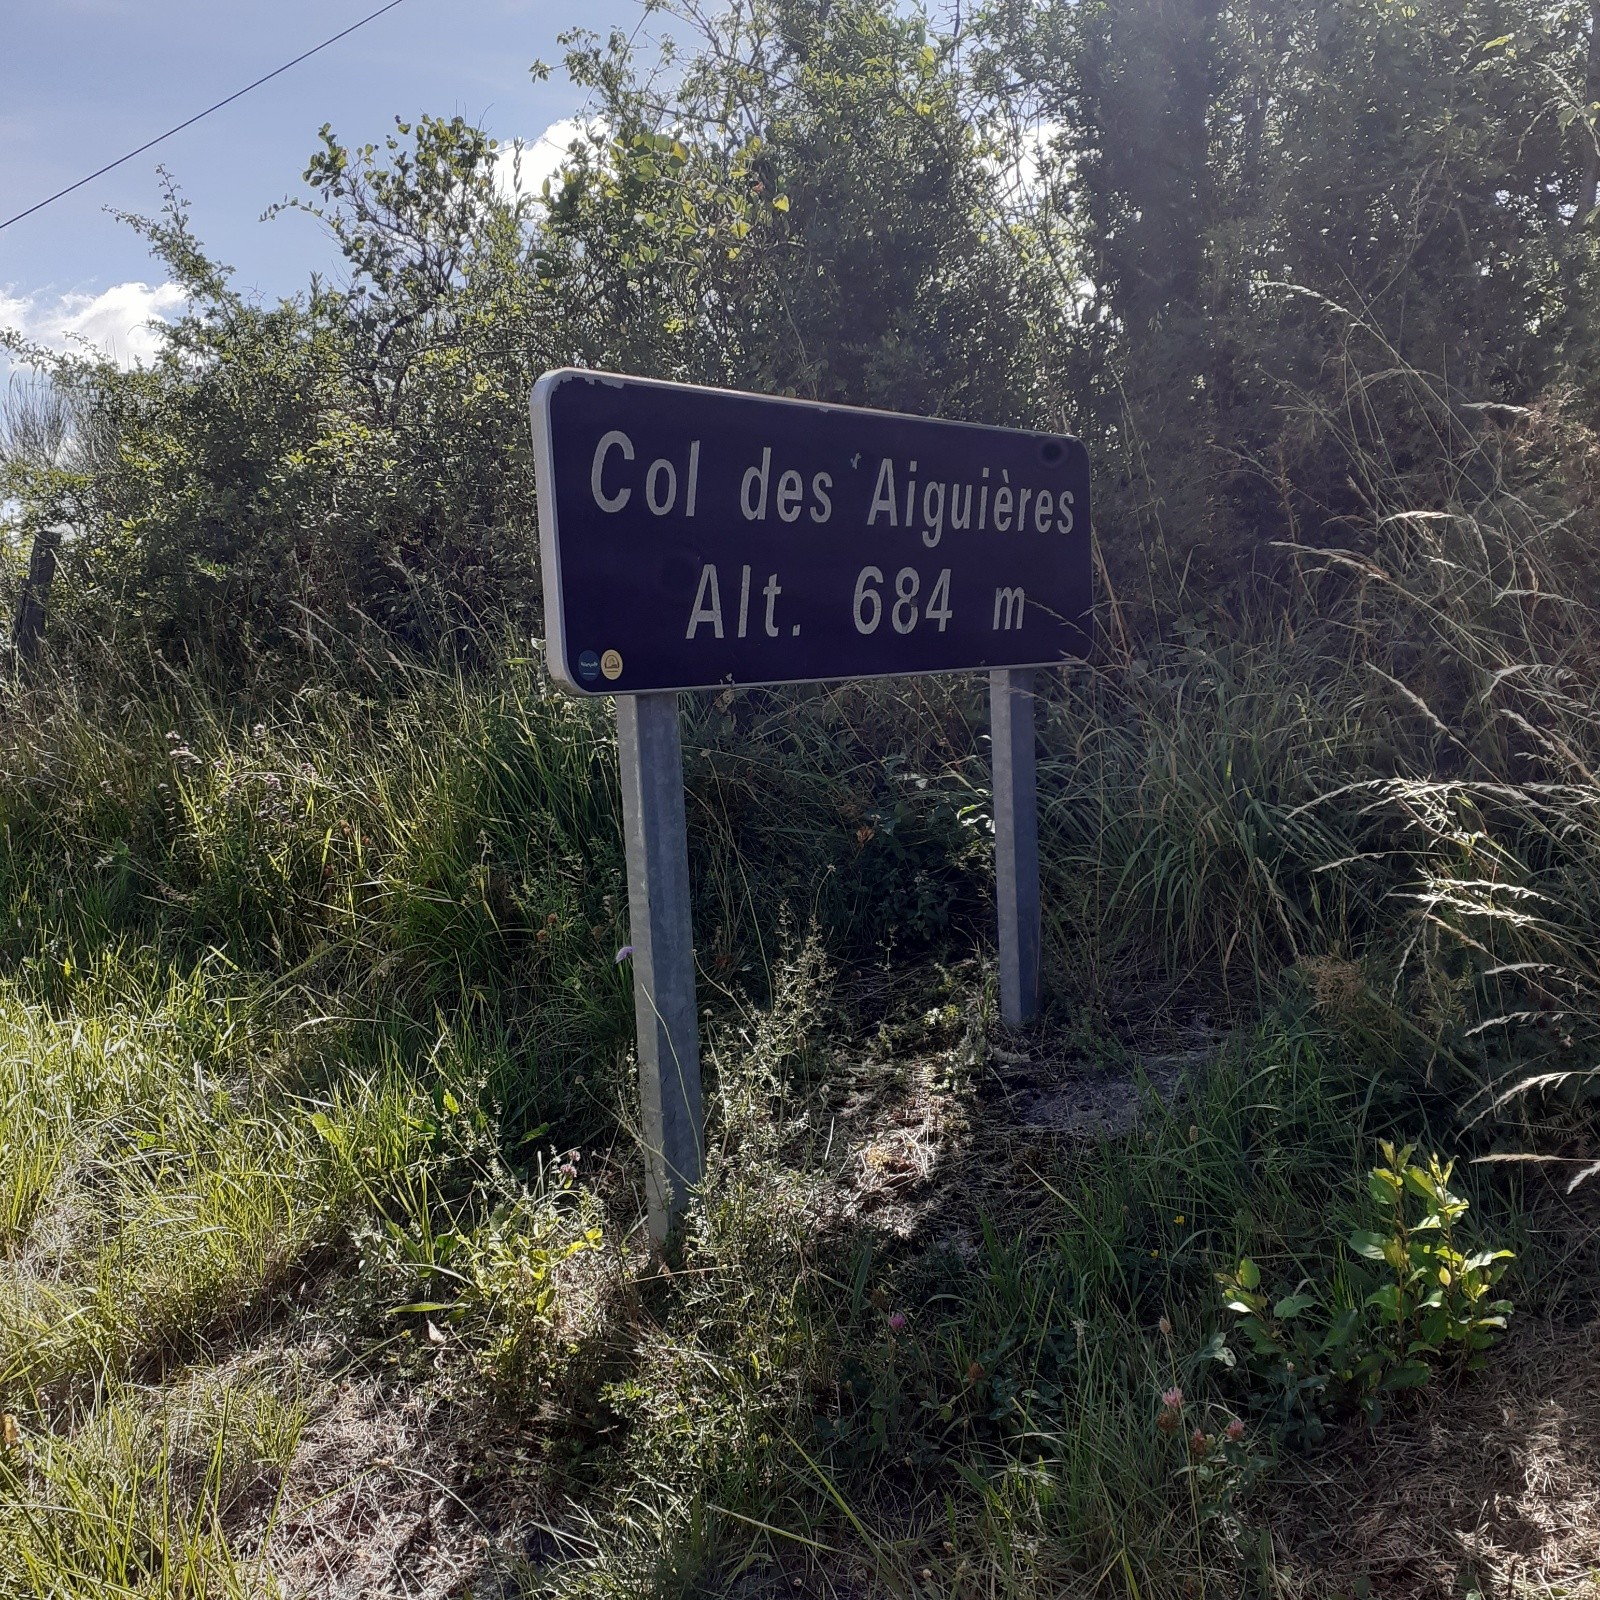 Col des Aiguières
Alt. 684 m